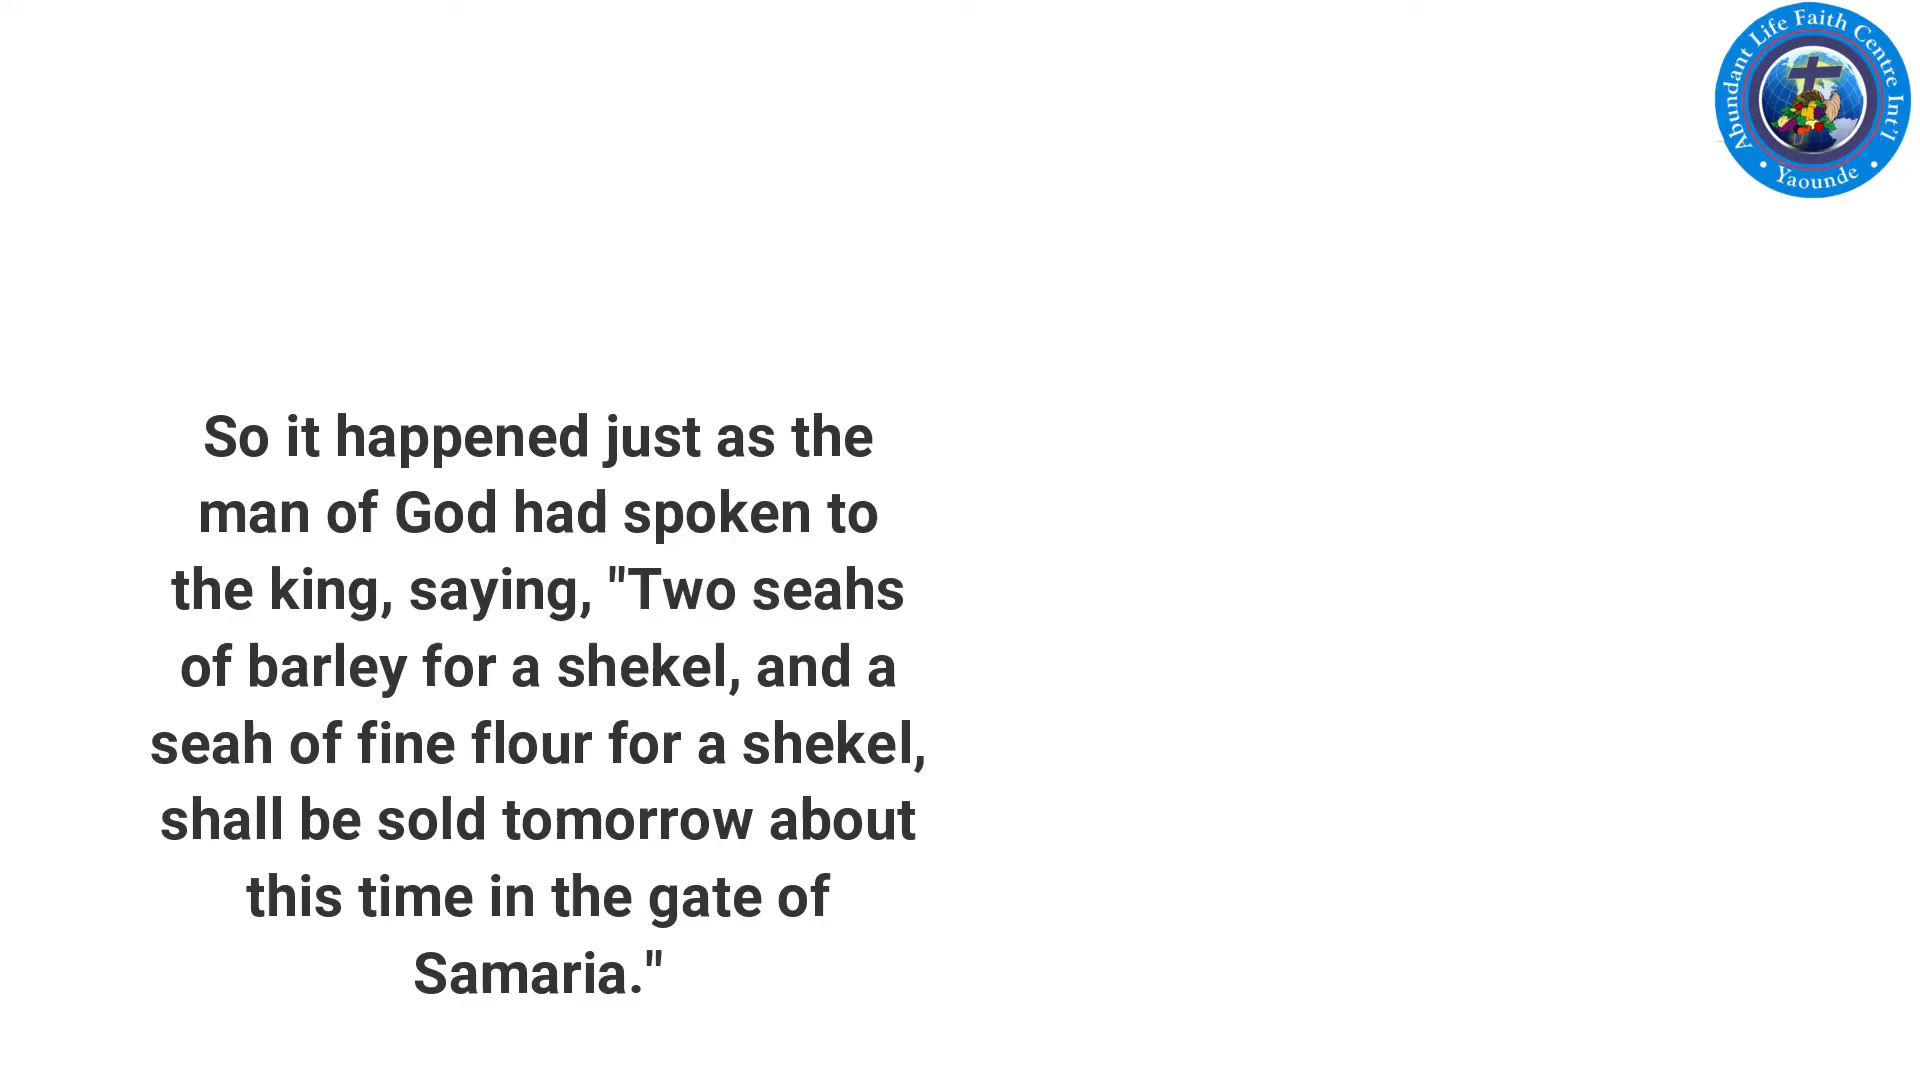 Abundant Life Faith Centre Int'l
• Yaounde •
So it happened just as the
man of God had spoken to
the king, saying, "Two seahs
of barley for a shekel, and a
seah of fine flour for a shekel,
shall be sold tomorrow about
this time in the gate of
Samaria."